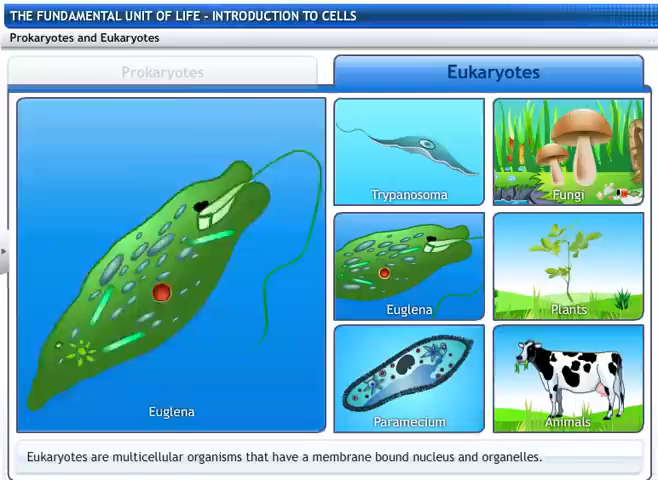 THE FUNDAMENTAL UNIT OF LIFE - INTRODUCTION TO CELLS
Prokaryotes and Eukaryotes
Prokaryotes
Eukaryotes
Trypanosoma
Fungi
Euglena
Plants
Euglena
Paramecium
Animals
Eukaryotes are multicellular organisms that have a membrane bound nucleus and organelles.